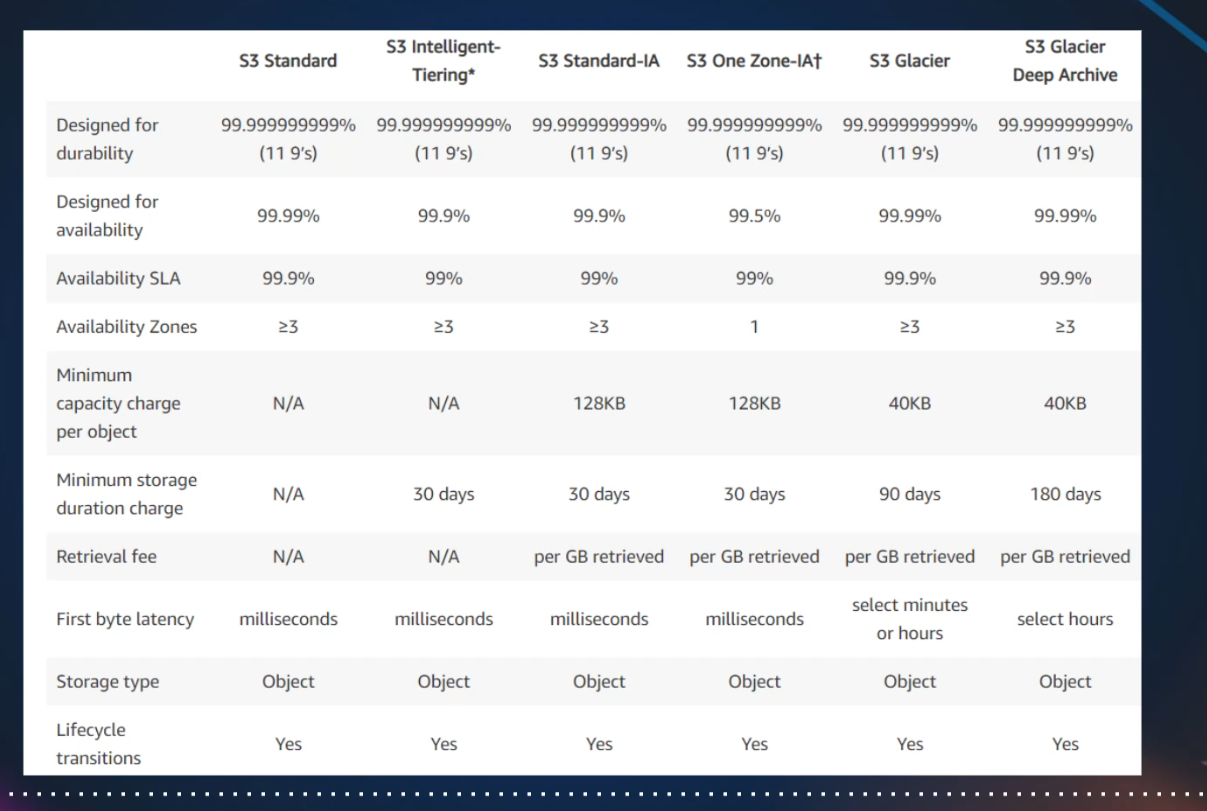 S3 Standard S3 Intelligent-Tiering* S3 Standard-IA S3 One Zone-IA† S3 Glacier S3 Glacier Deep Archive
Designed for durability 99.999999999% (11 9's) 99.999999999% (11 9's) 99.999999999% (11 9's) 99.999999999% (11 9's) 99.999999999% (11 9's) 99.999999999% (11 9's)
Designed for availability 99.99% 99.9% 99.9% 99.5% 99.99% 99.99%
Availability SLA 99.9% 99% 99% 99% 99.9% 99.9%
Availability Zones ≥3 ≥3 ≥3 1 ≥3 ≥3
Minimum capacity charge per object N/A N/A 128KB 128KB 40KB 40KB
Minimum storage duration charge N/A 30 days 30 days 30 days 90 days 180 days
Retrieval fee N/A N/A per GB retrieved per GB retrieved per GB retrieved per GB retrieved
First byte latency milliseconds milliseconds milliseconds milliseconds select minutes or hours select hours
Storage type Object Object Object Object Object Object
Lifecycle transitions Yes Yes Yes Yes Yes Yes